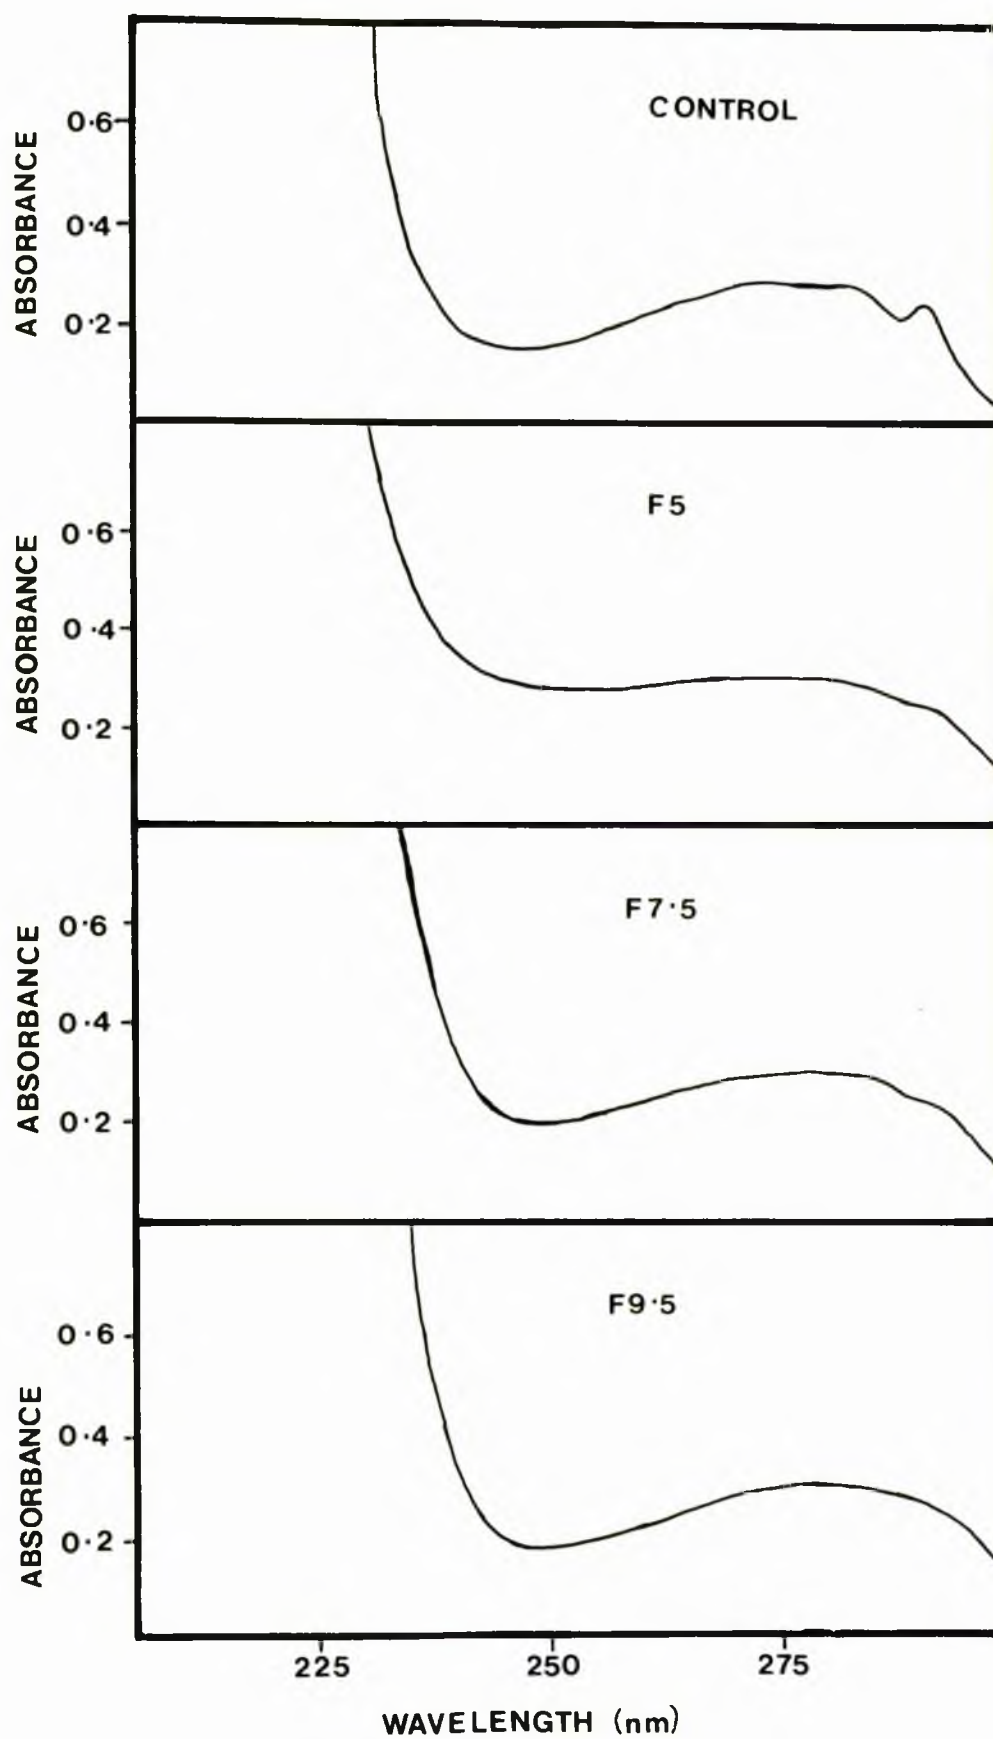 CONTROL
ABSORBANCE
0·6
0·4
0·2
F5
ABSORBANCE
0·6
0·4
0·2
F7·5
ABSORBANCE
0·6
0·4
0·2
F9·5
ABSORBANCE
0·6
0·4
0·2
225 250 275
WAVELENGTH (nm)